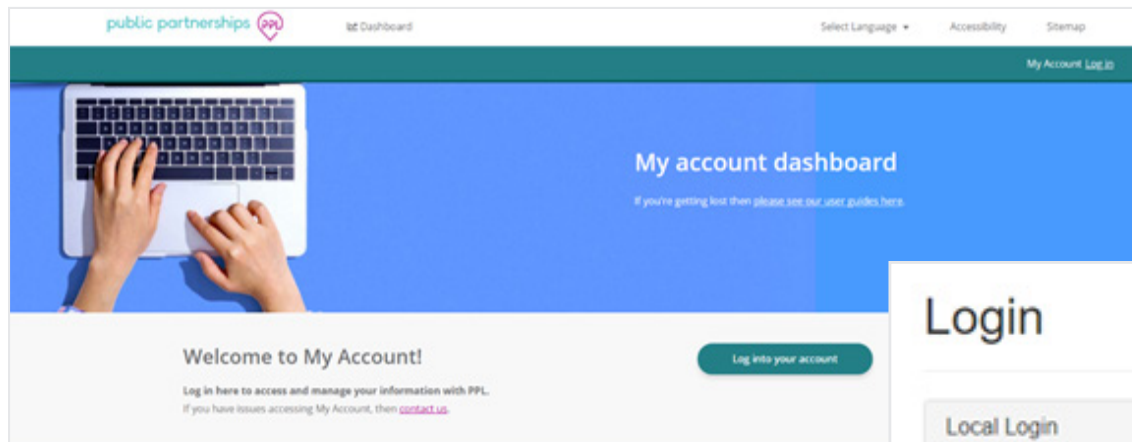 public partnerships PPL
Dashboard
Select Language
Accessibility
Sitemap
My Account Log in
My account dashboard
If you're getting lost then please see our user guides here.
Welcome to My Account!
Log into your account
Log in here to access and manage your information with PPL.
If you have issues accessing My Account, then contact us.
Login
Local Login